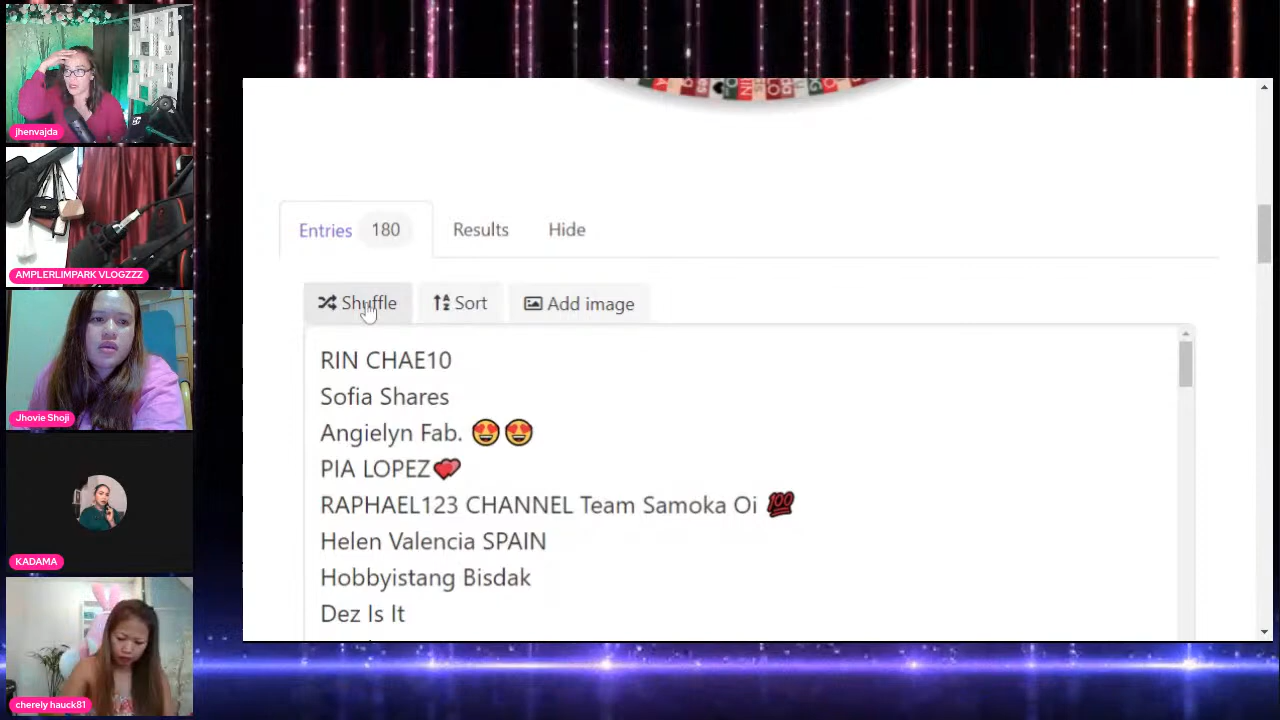 jhenvajda
AMPLERLIMPARK VLOGZZZ
Jhovie Shoji
KADAMA
cherely hauck81
Entries 180 Results Hide
Shuffle Sort Add image
RIN CHAE10
Sofia Shares
Angielyn Fab. 😍😍
PIA LOPEZ💕
RAPHAEL123 CHANNEL Team Samoka Oi 💯
Helen Valencia SPAIN
Hobbyistang Bisdak
Dez Is It